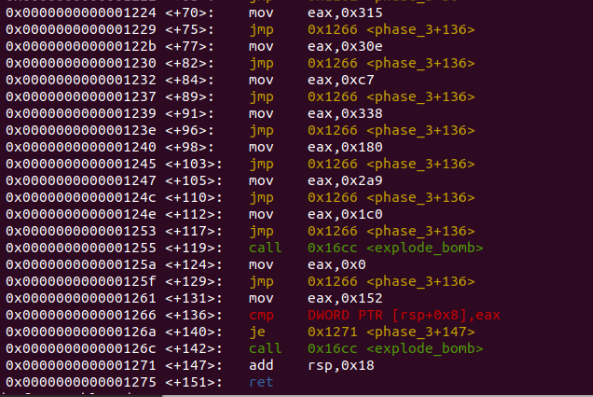 0x0000000000001224 <+70>: mov eax,0x315
0x0000000000001229 <+75>: jmp 0x1266 <phase_3+136>
0x000000000000122b <+77>: mov eax,0x30e
0x0000000000001230 <+82>: jmp 0x1266 <phase_3+136>
0x0000000000001232 <+84>: mov eax,0xc7
0x0000000000001237 <+89>: jmp 0x1266 <phase_3+136>
0x0000000000001239 <+91>: mov eax,0x338
0x000000000000123e <+96>: jmp 0x1266 <phase_3+136>
0x0000000000001240 <+98>: mov eax,0x180
0x0000000000001245 <+103>: jmp 0x1266 <phase_3+136>
0x0000000000001247 <+105>: mov eax,0x2a9
0x000000000000124c <+110>: jmp 0x1266 <phase_3+136>
0x000000000000124e <+112>: mov eax,0x1c0
0x0000000000001253 <+117>: jmp 0x1266 <phase_3+136>
0x0000000000001255 <+119>: call 0x16cc <explode_bomb>
0x000000000000125a <+124>: mov eax,0x0
0x000000000000125f <+129>: jmp 0x1266 <phase_3+136>
0x0000000000001261 <+131>: mov eax,0x152
0x0000000000001266 <+136>: cmp DWORD PTR [rsp+0x8],eax
0x000000000000126a <+140>: je 0x1271 <phase_3+147>
0x000000000000126c <+142>: call 0x16cc <explode_bomb>
0x0000000000001271 <+147>: add rsp,0x18
0x0000000000001275 <+151>: ret